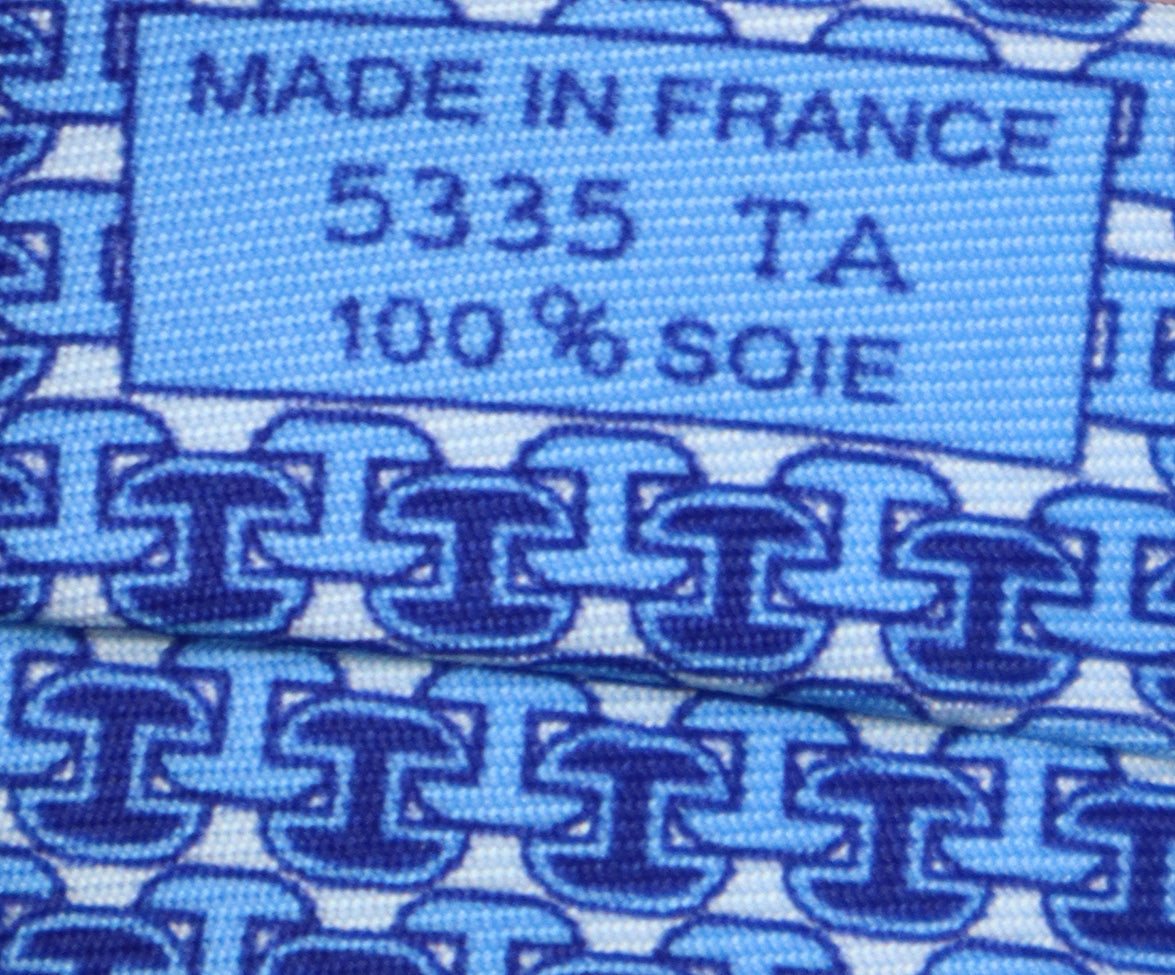 MADE IN FRANCE
5335 TA
100% SOIE